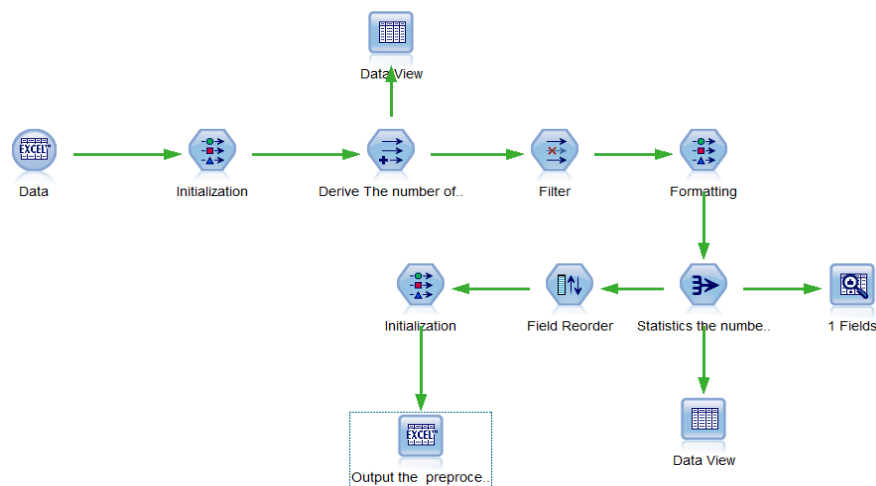 Data View
EXCEL
Data
Initialization
Derive The number of..
Filter
Formatting
Initialization
Field Reorder
Statistics the numbe..
1 Fields
EXCEL
Output the preproce..
Data View